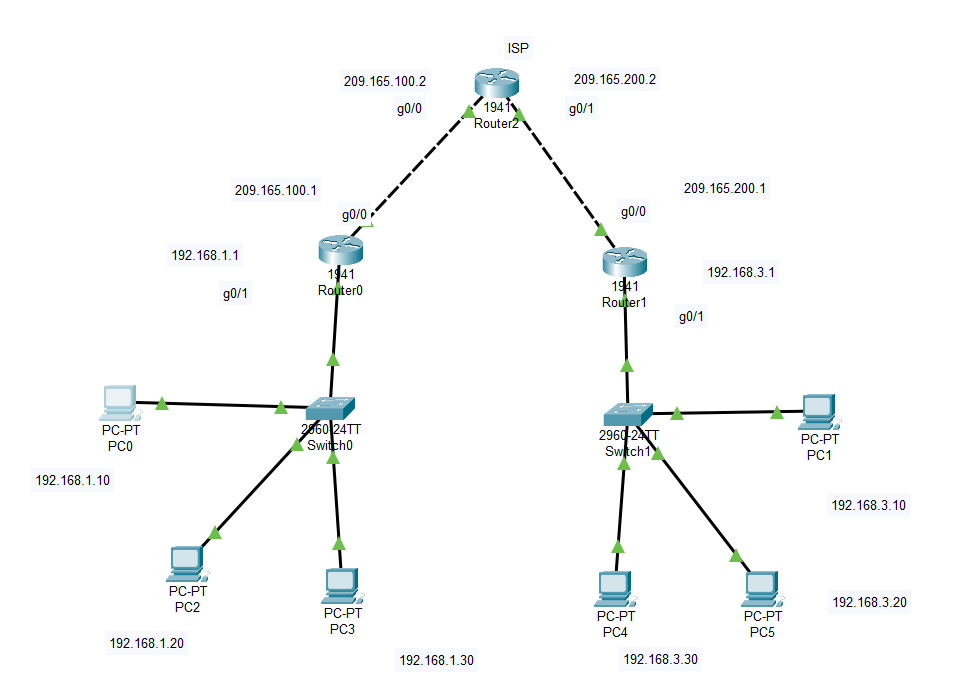 ISP
209.165.100.2
209.165.200.2
g0/0
g0/1
1941
Router2
209.165.100.1
209.165.200.1
g0/0
g0/0
192.168.1.1
1941
Router0
192.168.3.1
1941
Router1
g0/1
g0/1
PC-PT
PC0
2960-24TT
Switch0
2960-24TT
Switch1
PC-PT
PC1
192.168.1.10
192.168.3.10
PC-PT
PC2
PC-PT
PC3
PC-PT
PC4
PC-PT
PC5
192.168.3.20
192.168.1.20
192.168.1.30
192.168.3.30